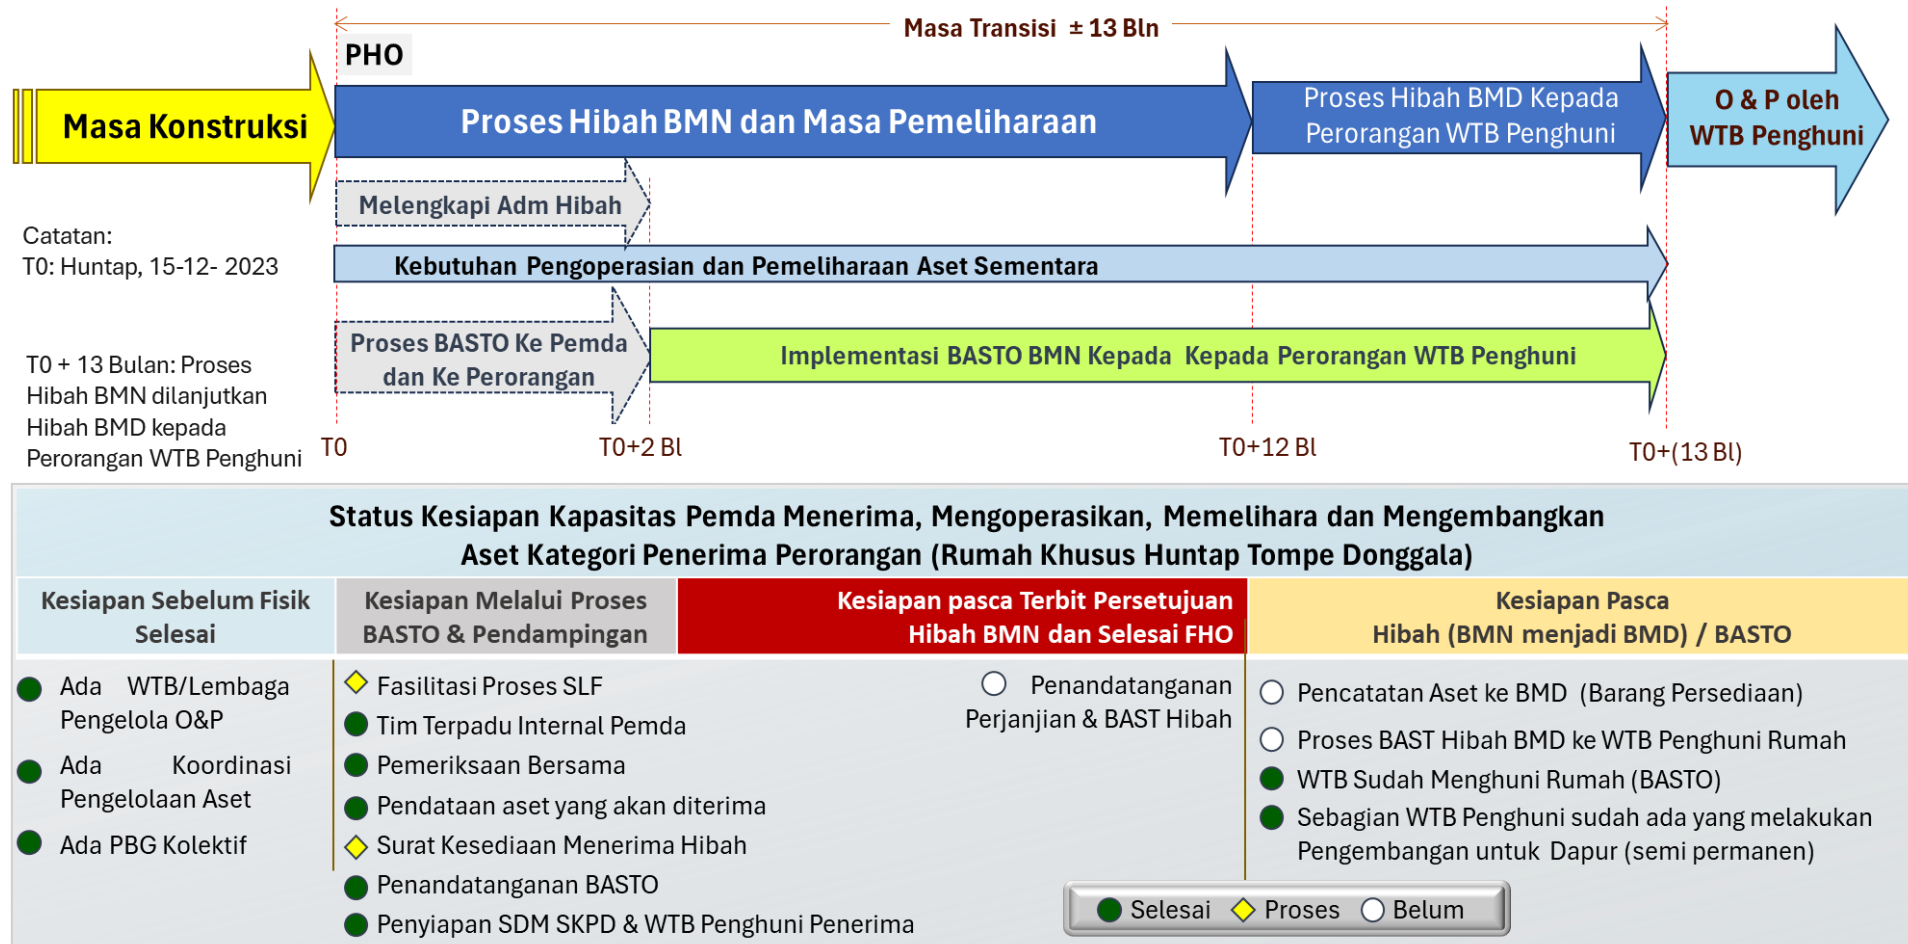 Masa Transisi ± 13 Bln
PHO
Masa Konstruksi
Proses Hibah BMN dan Masa Pemeliharaan
Proses Hibah BMD Kepada
Perorangan WTB Penghuni
O & P oleh
WTB Penghuni
Melengkapi Adm Hibah
Catatan:
T0: Huntap, 15-12- 2023
Kebutuhan Pengoperasian dan Pemeliharaan Aset Sementara
Proses BASTO Ke Pemda
dan Ke Perorangan
Implementasi BASTO BMN Kepada Kepada Perorangan WTB Penghuni
T0 + 13 Bulan: Proses
Hibah BMN dilanjutkan
Hibah BMD kepada
Perorangan WTB Penghuni
T0
T0+2 Bl
T0+12 Bl
T0+(13 Bl)
Status Kesiapan Kapasitas Pemda Menerima, Mengoperasikan, Memelihara dan Mengembangkan
Aset Kategori Penerima Perorangan (Rumah Khusus Huntap Tompe Donggala)
Kesiapan Sebelum Fisik
Selesai
Kesiapan Melalui Proses
BASTO & Pendampingan
Kesiapan pasca Terbit Persetujuan
Hibah BMN dan Selesai FHO
Kesiapan Pasca
Hibah (BMN menjadi BMD) / BASTO
Ada WTB/Lembaga
Pengelola O&P
Ada Koordinasi
Pengelolaan Aset
Ada PBG Kolektif
Fasilitasi Proses SLF
Tim Terpadu Internal Pemda
Pemeriksaan Bersama
Pendataan aset yang akan diterima
Surat Kesediaan Menerima Hibah
Penandatanganan BASTO
Penyiapan SDM SKPD & WTB Penghuni Penerima
Penandatanganan
Perjanjian & BAST Hibah
Pencatatan Aset ke BMD (Barang Persediaan)
Proses BAST Hibah BMD ke WTB Penghuni Rumah
WTB Sudah Menghuni Rumah (BASTO)
Sebagian WTB Penghuni sudah ada yang melakukan
Pengembangan untuk Dapur (semi permanen)
Selesai Proses Belum